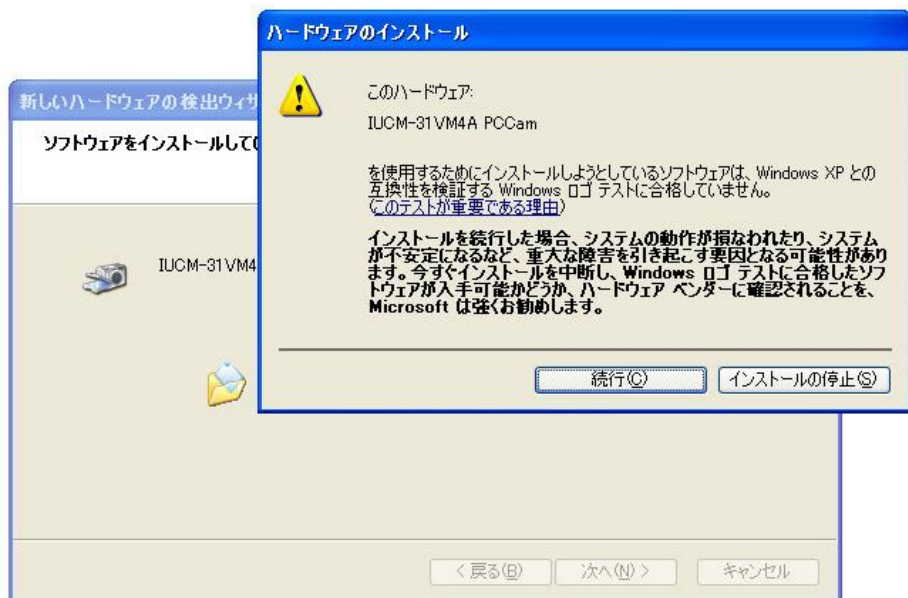 ハードウェアのインストール
このハードウェア:
IUCM-31VM4A PCCam
を使用するためにインストールしようとしているソフトウェアは、Windows XP との
互換性を検証する Windows ロゴ テストに合格していません。
(このテストが重要である理由)
インストールを続行した場合、システムの動作が損なわれたり、システム
が不安定になるなど、重大な障害を引き起こす要因となる可能性があり
ます。今すぐインストールを中断し、Windows ロゴ テストに合格したソフ
トウェアが入手可能かどうか、ハードウェア ベンダーに確認されることを、
Microsoft は強くお勧めします。
続行(C)
インストールの停止(S)
新しいハードウェアの検出ウィザ
ソフトウェアをインストールして
IUCM-31VM4
< 戻る(B)
次へ(N) >
キャンセル